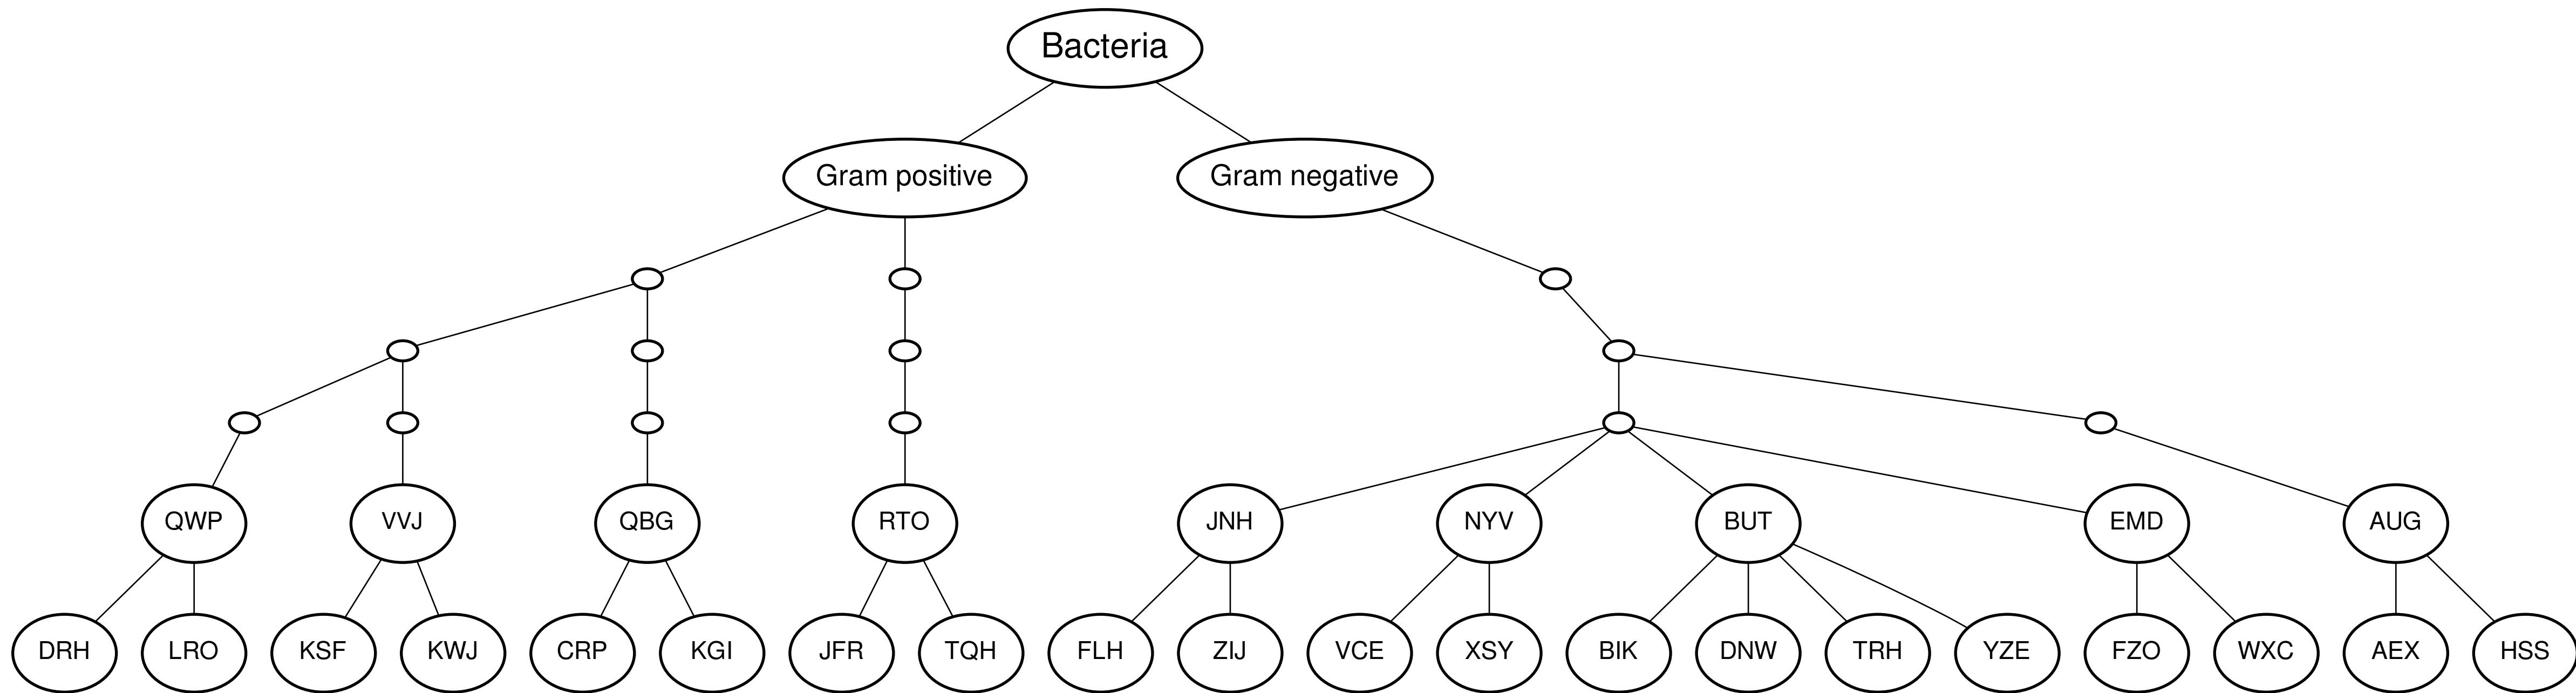 Bacteria
Gram positive
Gram negative
QWP
VVJ
QBG
RTO
JNH
NYV
BUT
EMD
AUG
DRH
LRO
KSF
KWJ
CRP
KGI
JFR
TQH
FLH
ZIJ
VCE
XSY
BIK
DNW
TRH
YZE
FZO
WXC
AEX
HSS